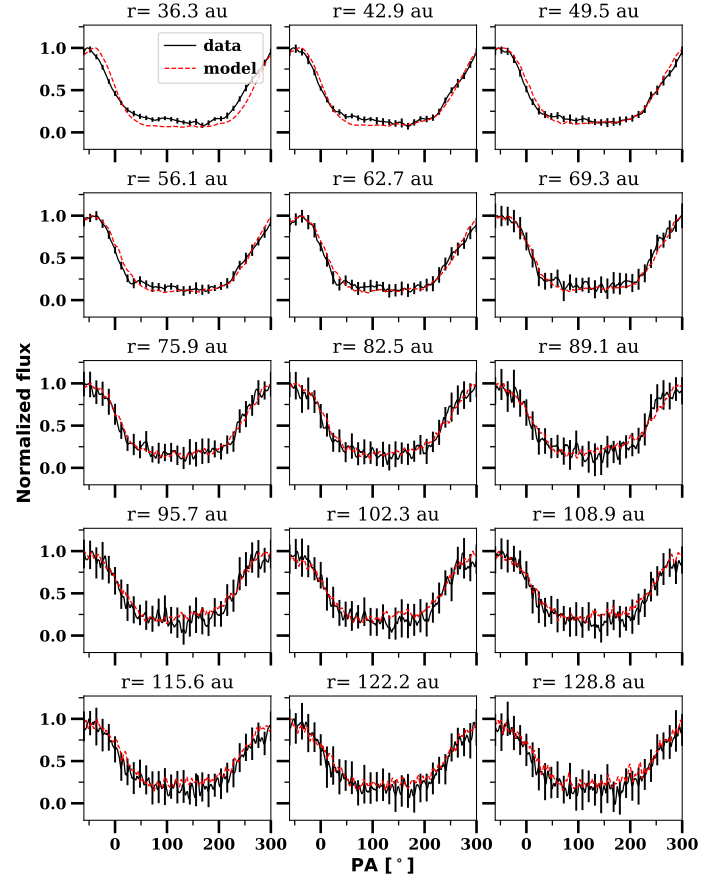 r= 36.3 au r= 42.9 au r= 49.5 au
data
model
1.0
0.5
0.0
r= 56.1 au r= 62.7 au r= 69.3 au
1.0
0.5
0.0
r= 75.9 au r= 82.5 au r= 89.1 au
1.0
0.5
0.0
Normalized flux
r= 95.7 au r= 102.3 au r= 108.9 au
1.0
0.5
0.0
r= 115.6 au r= 122.2 au r= 128.8 au
1.0
0.5
0.0
0 100 200 300 0 100 200 300 0 100 200 300
PA [°]